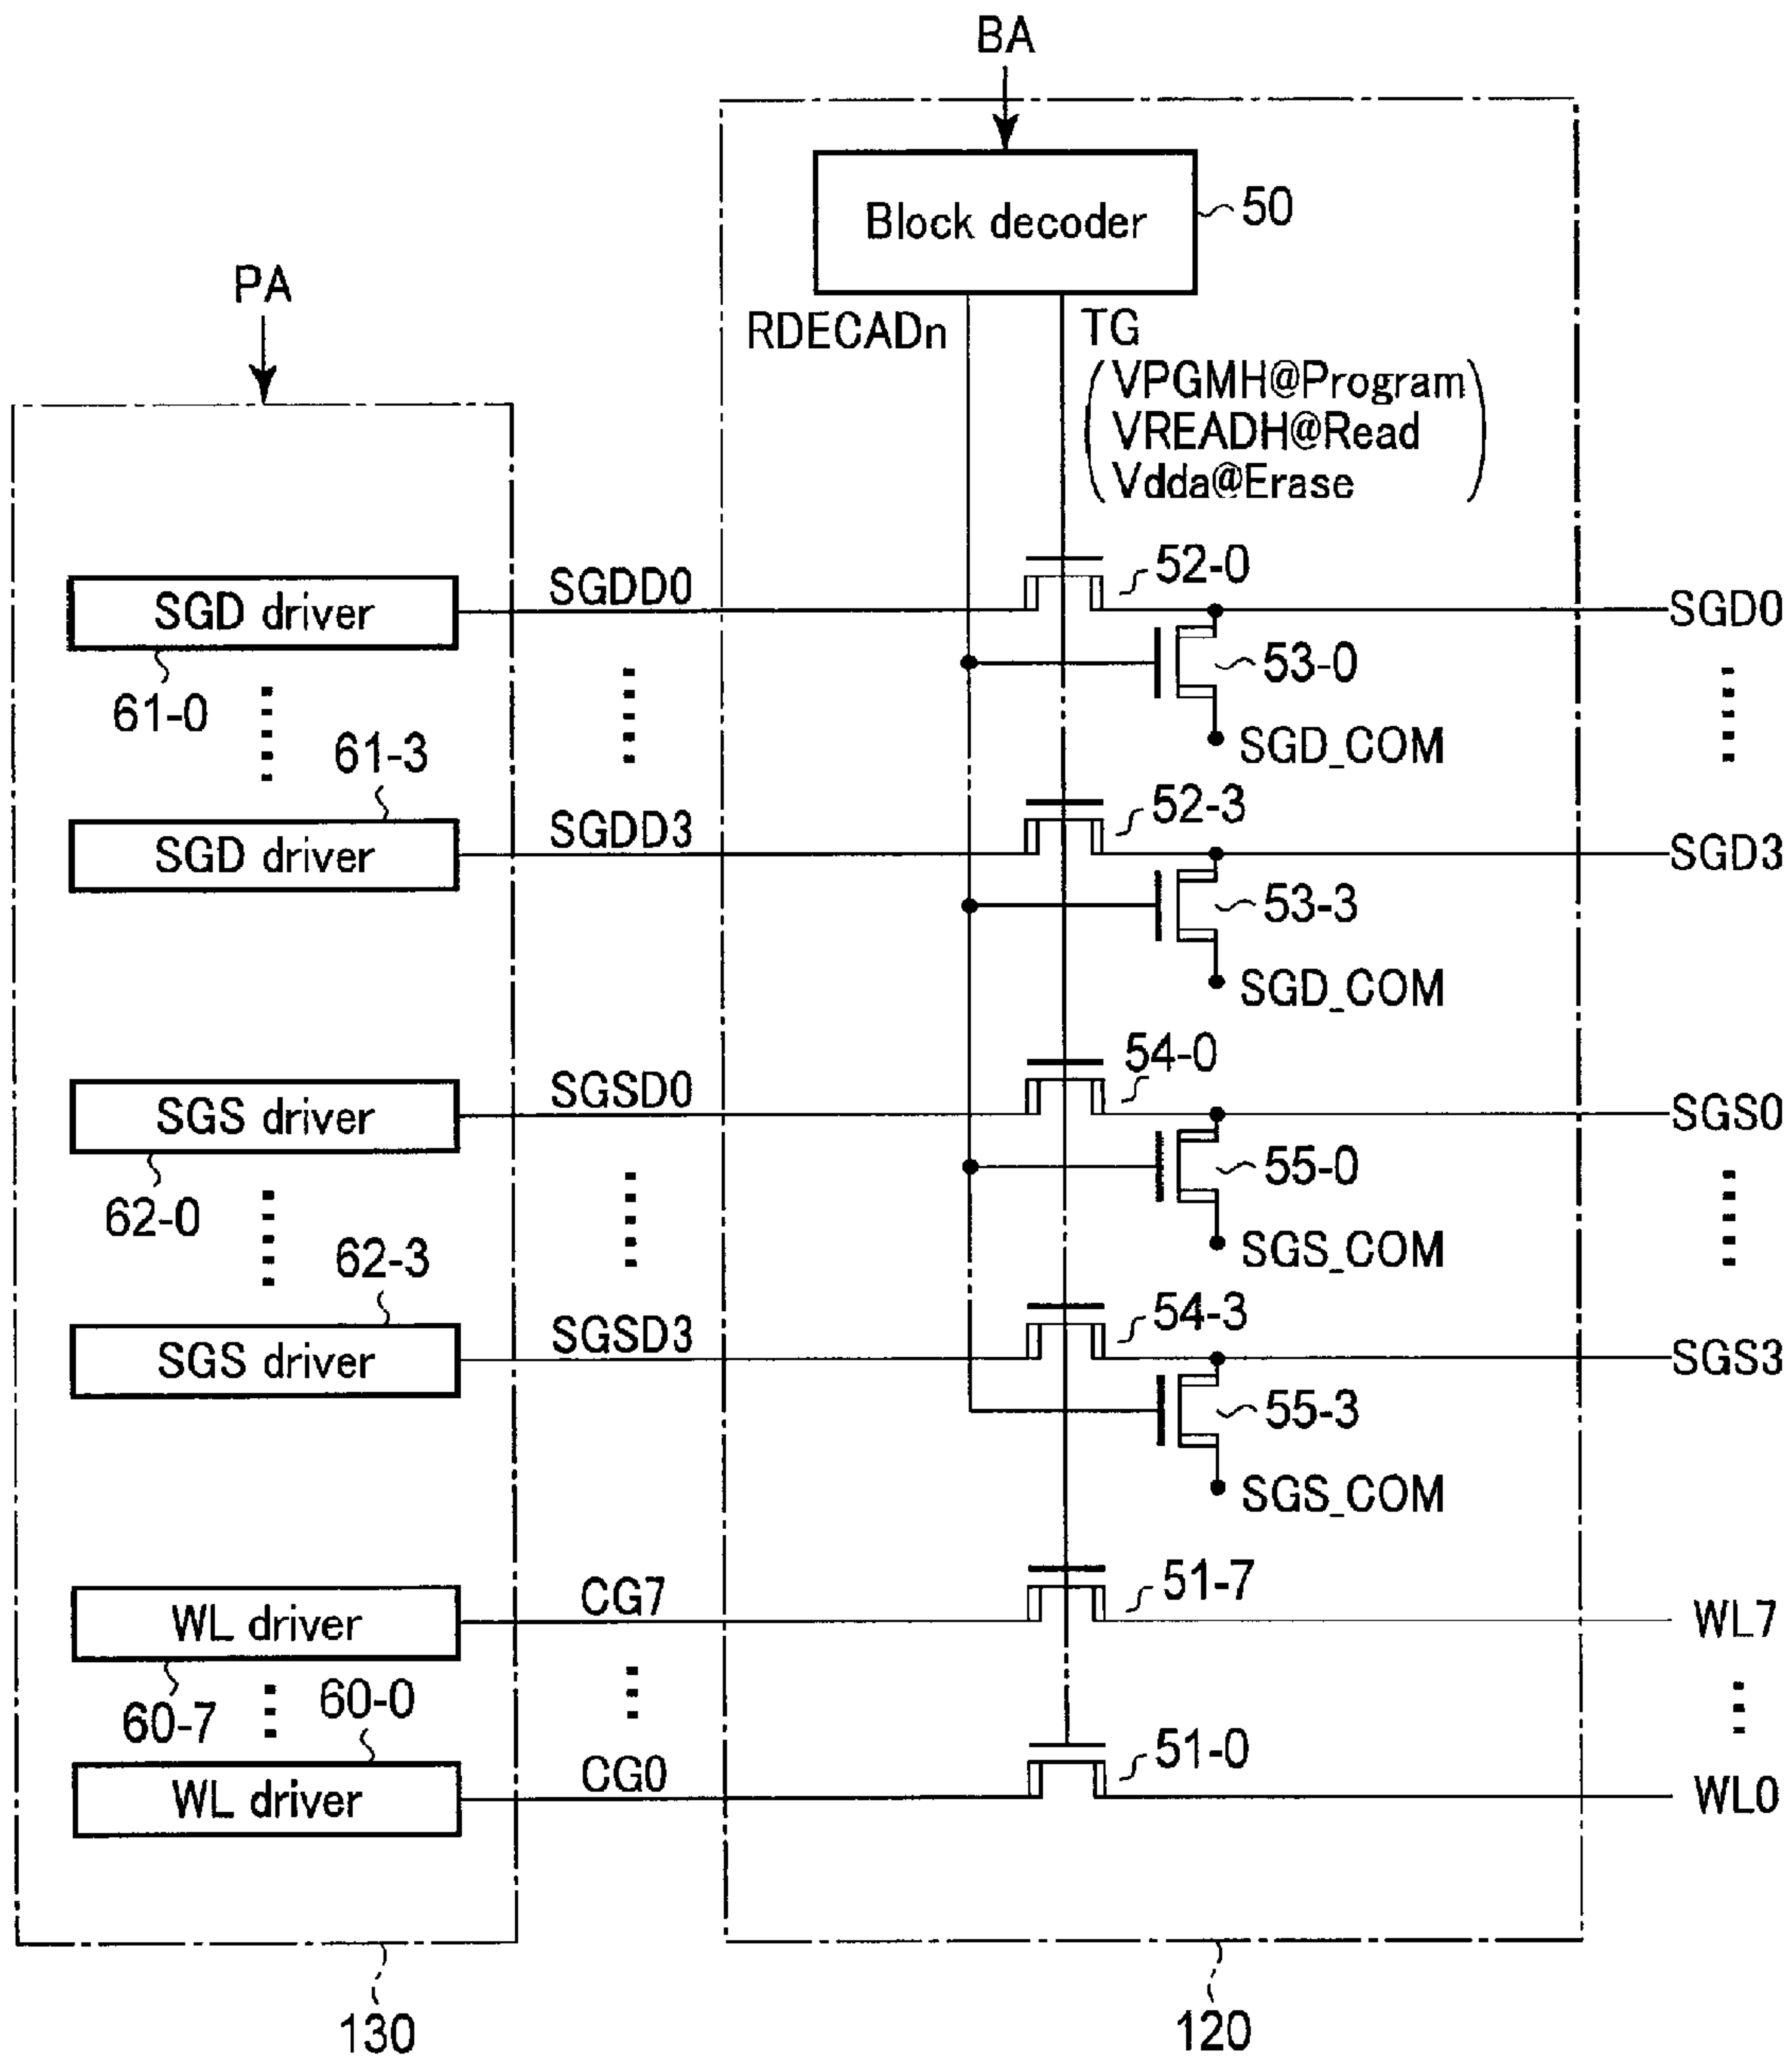 BA
Block decoder
50
PA
RDECADn
TG
VPGMH@Program
VREADH@Read
Vdda@Erase
SGD driver
SGDD0
52-0
SGD0
53-0
61-0
SGD_COM
61-3
SGD driver
SGDD3
52-3
SGD3
53-3
SGD_COM
SGS driver
SGSD0
54-0
SGS0
55-0
62-0
SGS_COM
62-3
SGS driver
SGSD3
54-3
SGS3
55-3
SGS_COM
WL driver
CG7
51-7
WL7
60-7
60-0
WL driver
CG0
51-0
WL0
130
120